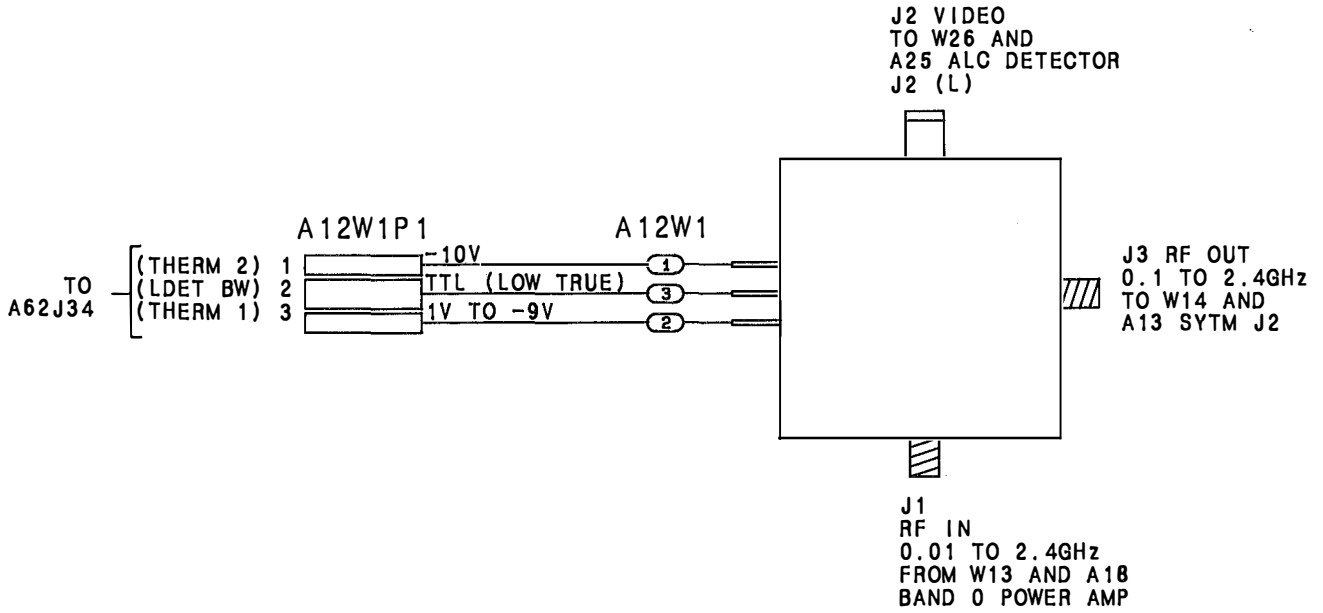 J2 VIDEO
TO W26 AND
A25 ALC DETECTOR
J2 (L)
A12W1P1
A12W1
TO
A62J34
(THERM 2) 1
-10V
1
(LDET BW) 2
TTL (LOW TRUE)
3
(THERM 1) 3
1V TO -9V
2
J3 RF OUT
0.1 TO 2.4GHz
TO W14 AND
A13 SYTM J2
J1
RF IN
0.01 TO 2.4GHz
FROM W13 AND A18
BAND 0 POWER AMP